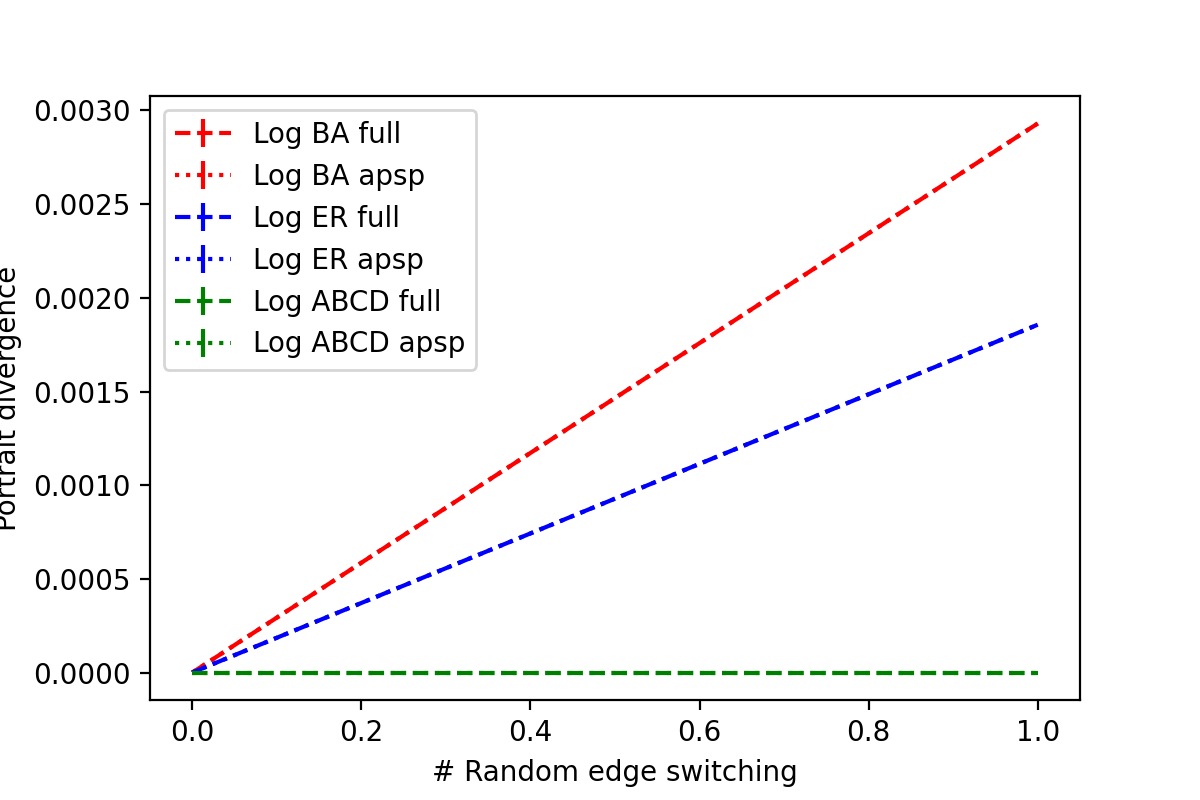 0.0030
0.0025
0.0020
0.0015
0.0010
0.0005
0.0000
Portrait divergence
Log BA full
Log BA apsp
Log ER full
Log ER apsp
Log ABCD full
Log ABCD apsp
0.0 0.2 0.4 0.6 0.8 1.0
# Random edge switching